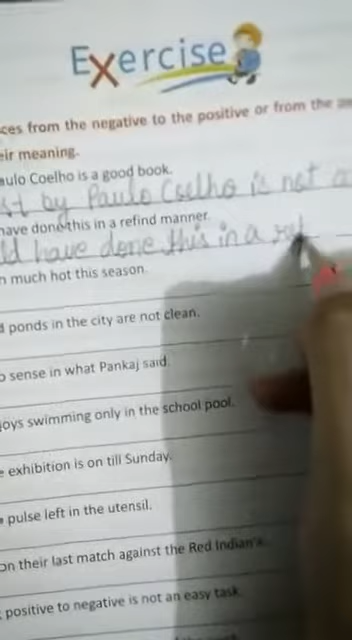 Exercise
ces from the negative to the positive or from the
eir meaning.
aulo Coelho is a good book.
st by Paulo Coelho is not a
have done this in a refind manner.
ld have done this in a ref
n much hot this season.
d ponds in the city are not clean.
o sense in what Pankaj said.
joys swimming only in the school pool.
e exhibition is on till Sunday.
pulse left in the utensil.
on their last match against the Red Indian's.
positive to negative is not an easy task.